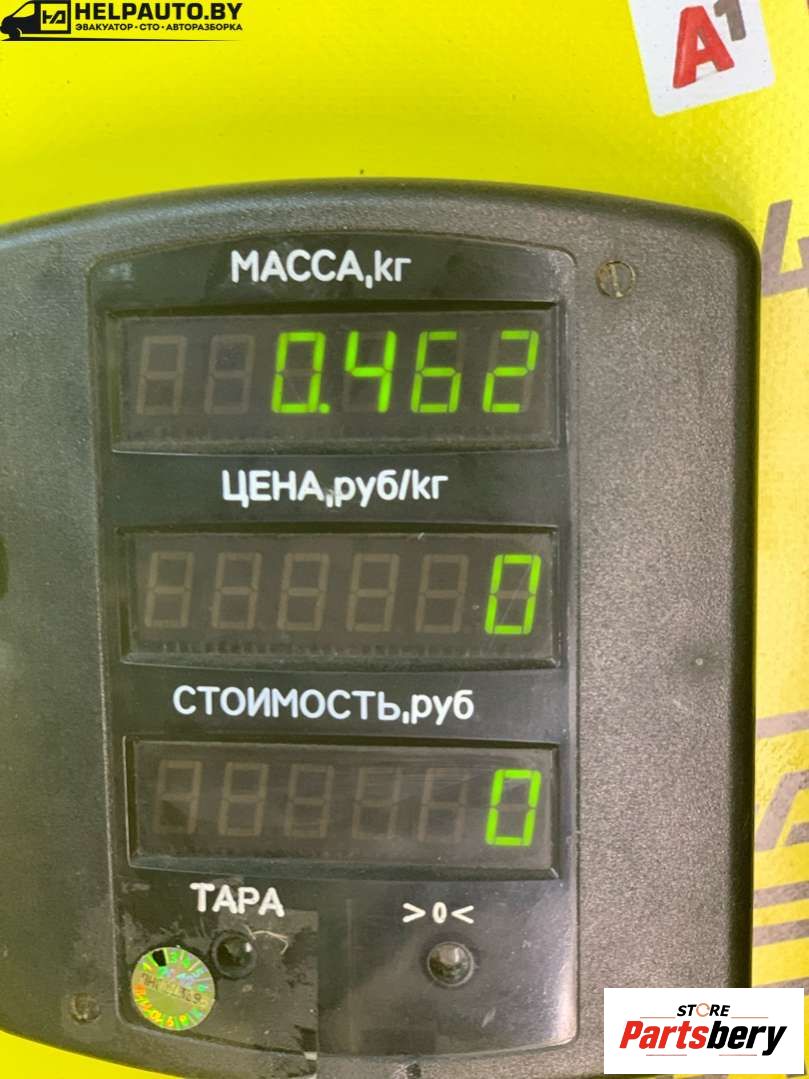 HELPAUTO.BY
ЭВАКУАТОР·СТО·АВТОРАЗБОРКА
A1
МАССА,кг
0.462
ЦЕНА,руб/кг
0
СТОИМОСТЬ,руб
0
ТАРА
>0<
STORE
Partsbery